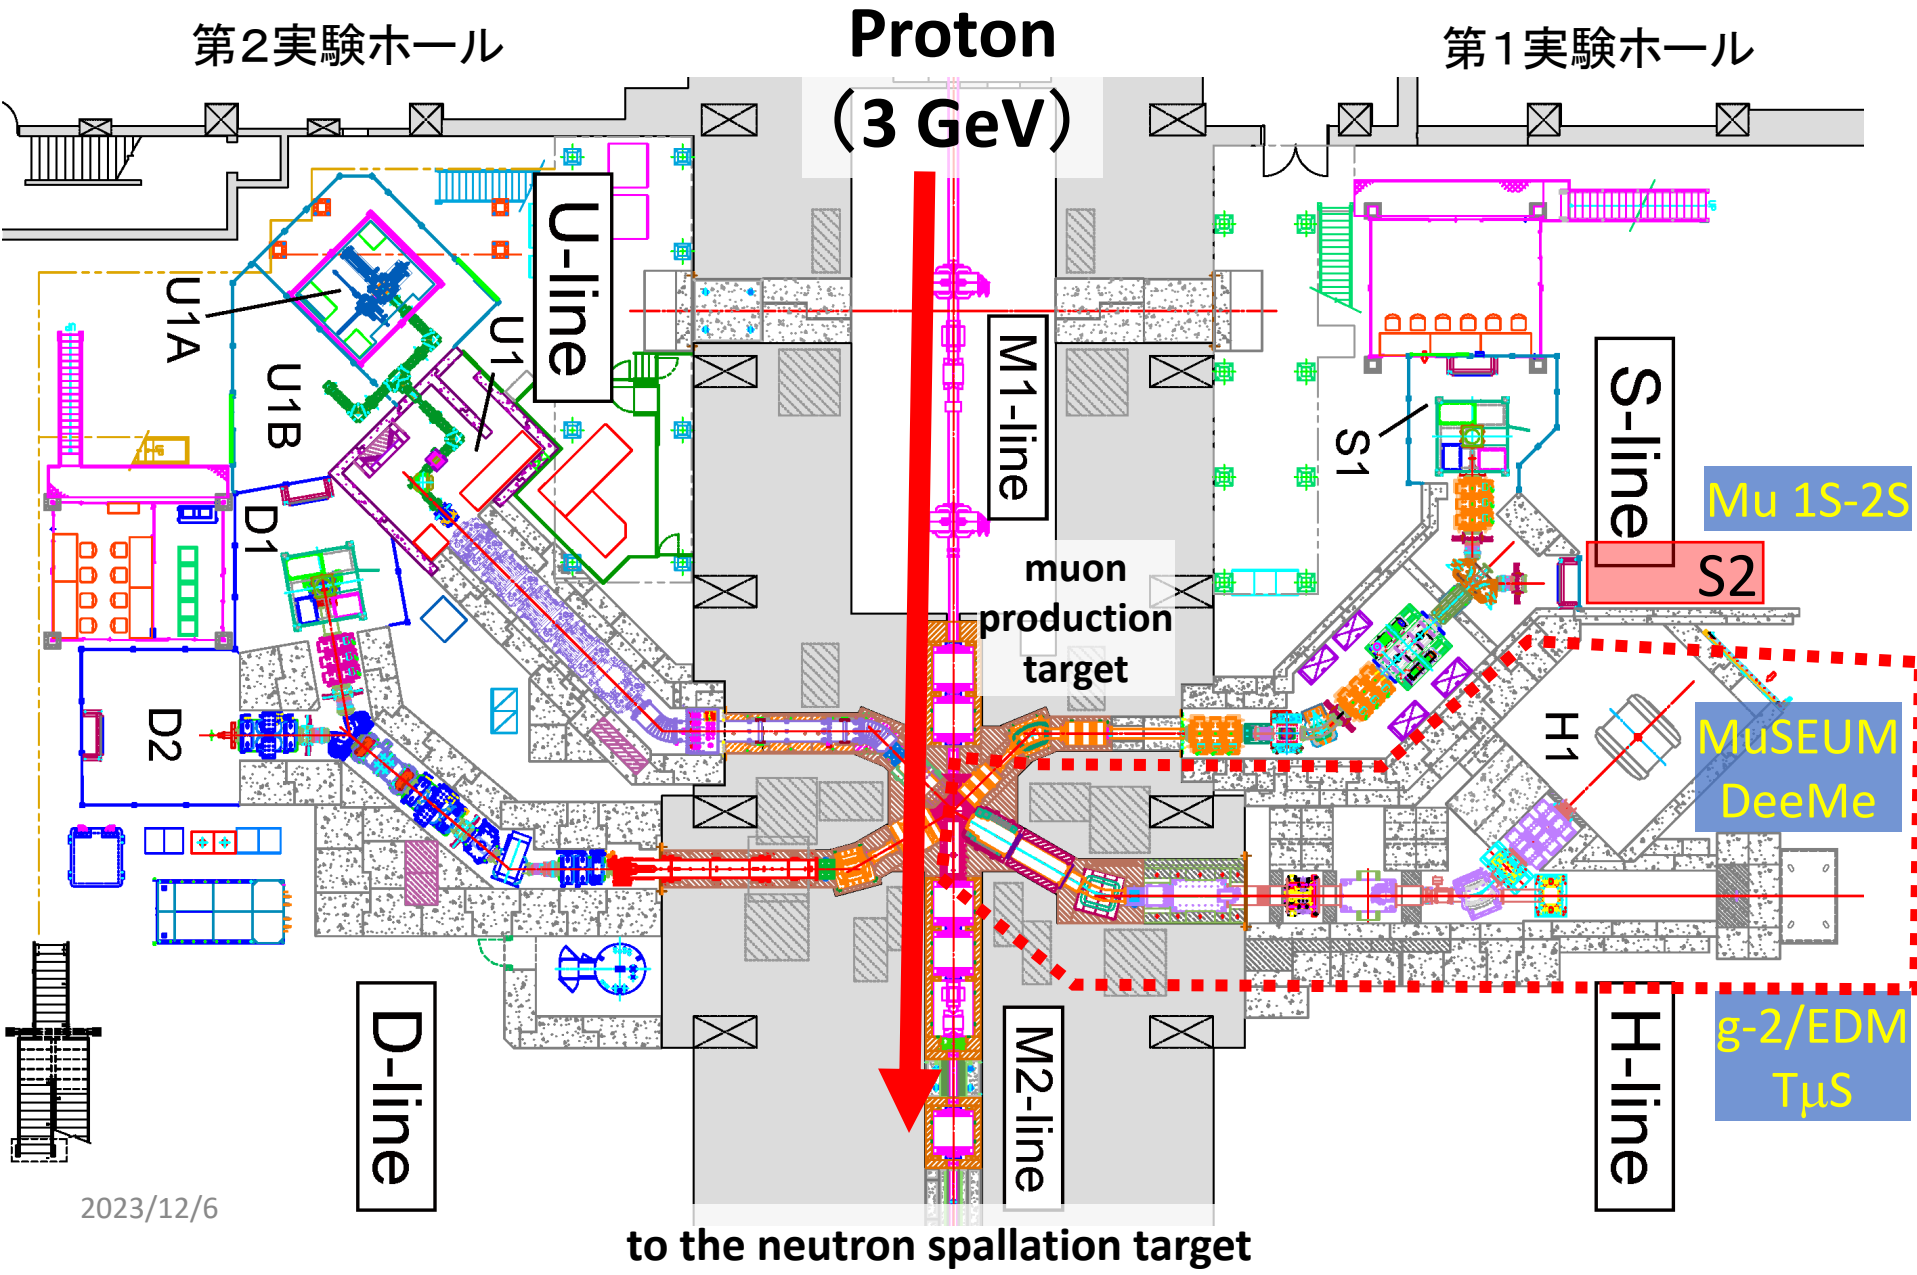 第2実験ホール
Proton
(3 GeV)
第1実験ホール
U-line
U1A
U1B
U1
M1-line
S-line
S1
Mu 1S-2S
S2
muon
production
target
D1
D2
H1
MuSEUM
DeeMe
g-2/EDM
TμS
D-line
M2-line
H-line
2023/12/6
to the neutron spallation target